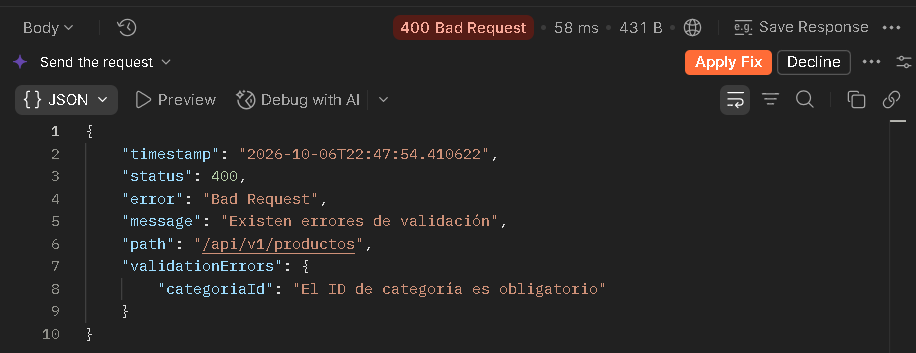 Body 400 Bad Request • 58 ms • 431 B e.g. Save Response
Send the request Apply Fix Decline
{} JSON Preview Debug with AI
1 {
2 "timestamp": "2026-10-06T22:47:54.410622",
3 "status": 400,
4 "error": "Bad Request",
5 "message": "Existen errores de validación",
6 "path": "/api/v1/productos",
7 "validationErrors": {
8 "categoriaId": "El ID de categoría es obligatorio"
9 }
10 }